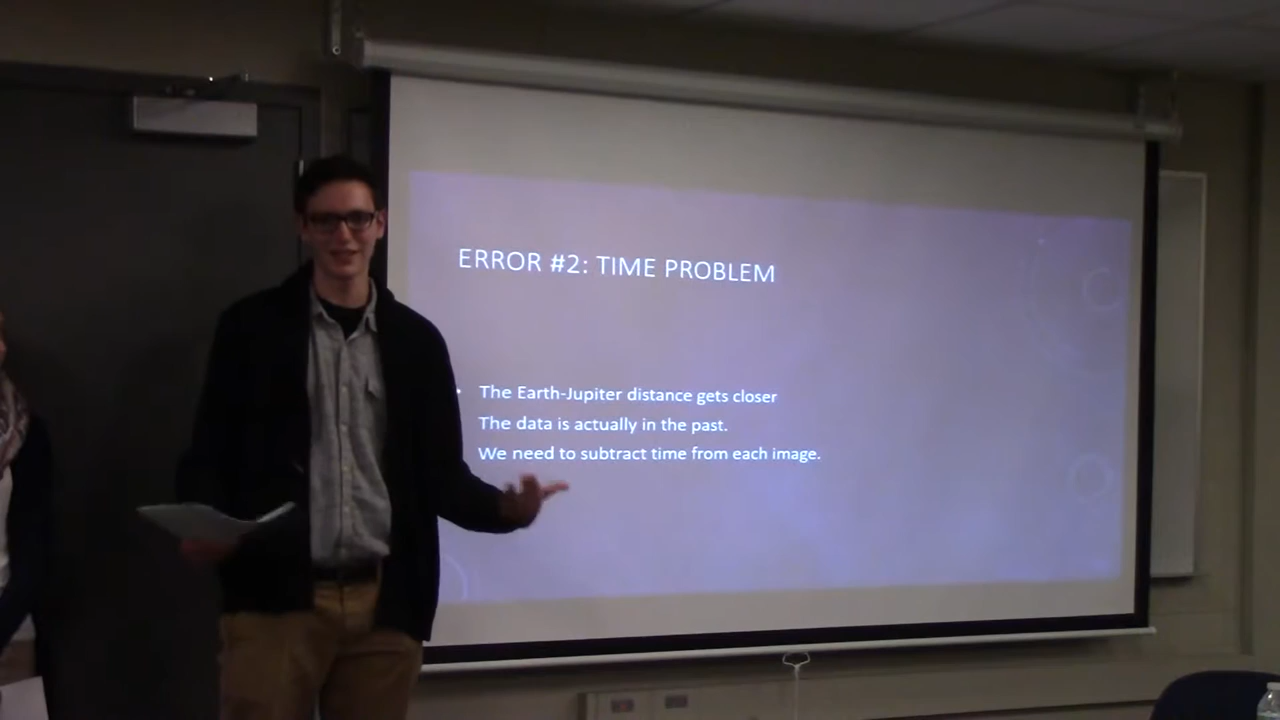 ERROR #2: TIME PROBLEM
• The Earth-Jupiter distance gets closer
The data is actually in the past.
We need to subtract time from each image.